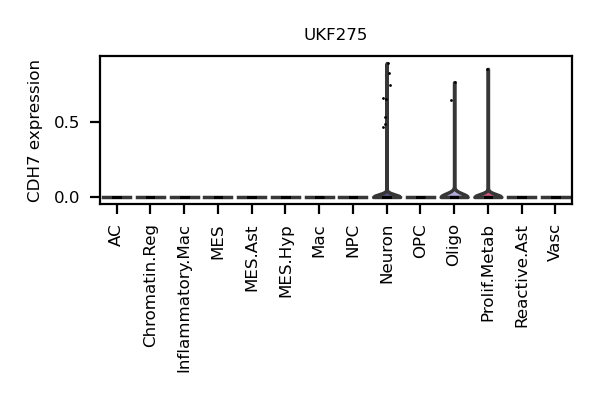 UKF275
CDH7 expression
0.5
0.0
AC
Chromatin.Reg
Inflammatory.Mac
MES
MES.Ast
MES.Hyp
Mac
NPC
Neuron
OPC
Oligo
Prolif.Metab
Reactive.Ast
Vasc